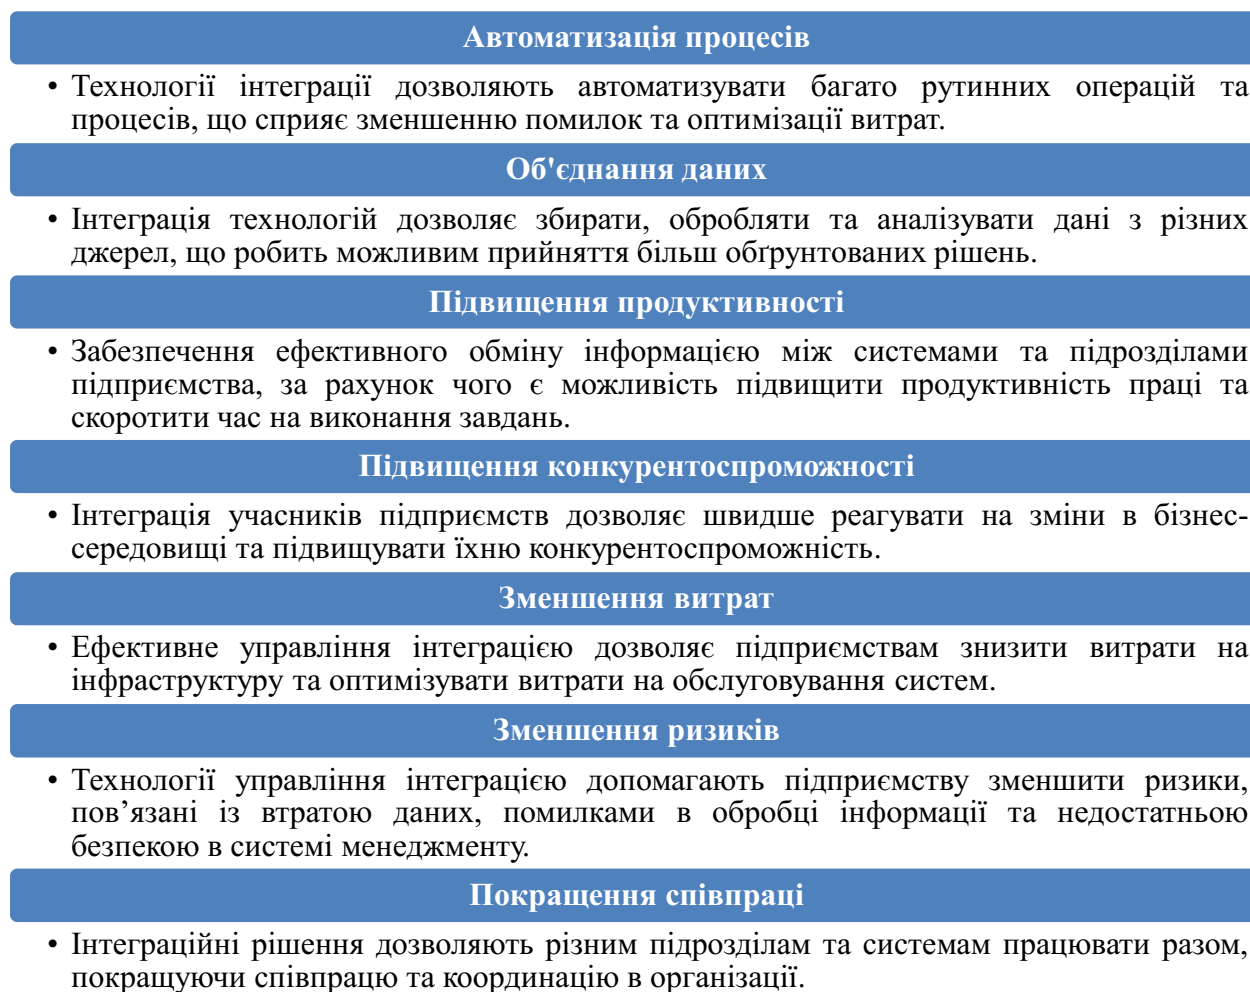 Автоматизація процесів
• Технології інтеграції дозволяють автоматизувати багато рутинних операцій та
процесів, що сприяє зменшенню помилок та оптимізації витрат.
Об'єднання даних
• Інтеграція технологій дозволяє збирати, обробляти та аналізувати дані з різних
джерел, що робить можливим прийняття більш обґрунтованих рішень.
Підвищення продуктивності
• Забезпечення ефективного обміну інформацією між системами та підрозділами
підприємства, за рахунок чого є можливість підвищити продуктивність праці та
скоротити час на виконання завдань.
Підвищення конкурентоспроможності
• Інтеграція учасників підприємств дозволяє швидше реагувати на зміни в бізнес-
середовищі та підвищувати їхню конкурентоспроможність.
Зменшення витрат
• Ефективне управління інтеграцією дозволяє підприємствам знизити витрати на
інфраструктуру та оптимізувати витрати на обслуговування систем.
Зменшення ризиків
• Технології управління інтеграцією допомагають підприємству зменшити ризики,
пов’язані із втратою даних, помилками в обробці інформації та недостатньою
безпекою в системі менеджменту.
Покращення співпраці
• Інтеграційні рішення дозволяють різним підрозділам та системам працювати разом,
покращуючи співпрацю та координацію в організації.